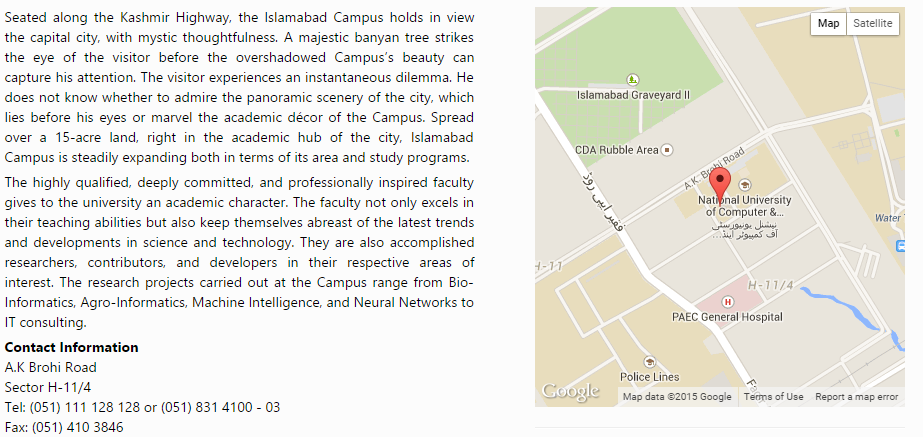 Seated along the Kashmir Highway, the Islamabad Campus holds in view
the capital city, with mystic thoughtfulness. A majestic banyan tree strikes
the eye of the visitor before the overshadowed Campus's beauty can
capture his attention. The visitor experiences an instantaneous dilemma. He
does not know whether to admire the panoramic scenery of the city, which
lies before his eyes or marvel the academic décor of the Campus. Spread
over a 15-acre land, right in the academic hub of the city, Islamabad
Campus is steadily expanding both in terms of its area and study programs.
The highly qualified, deeply committed, and professionally inspired faculty
gives to the university an academic character. The faculty not only excels in
their teaching abilities but also keep themselves abreast of the latest trends
and developments in science and technology. They are also accomplished
researchers, contributors, and developers in their respective areas of
interest. The research projects carried out at the Campus range from Bio-
Informatics, Agro-Informatics, Machine Intelligence, and Neural Networks to
IT consulting.
Contact Information
A.K Brohi Road
Sector H-11/4
Tel: (051) 111 128 128 or (051) 831 4100 - 03
Fax: (051) 410 3846
Map Satellite
Islamabad Graveyard II
CDA Rubble Area
A.K. Brohi Road
فقیر ایپی روڈ
National University
of Computer &...
نیشنل یونیورسٹی
آف کمپیوٹر اینڈ...
Water
H-11
H-11/4
H
PAEC General Hospital
Police Lines
Google
Map data ©2015 Google
Terms of Use
Report a map error